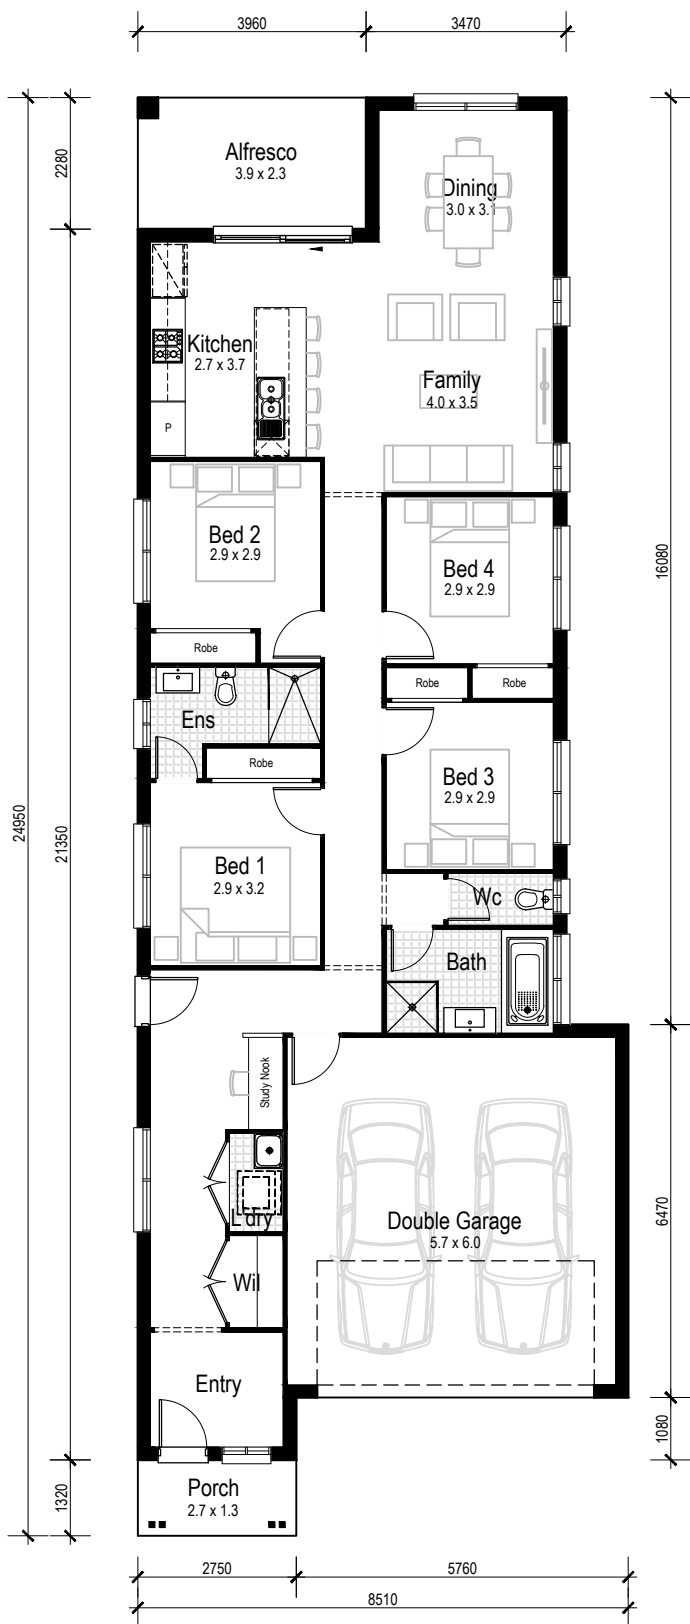 3960
3470
2280
Alfresco
3.9 x 2.3
Dining
3.0 x 3.1
Kitchen
2.7 x 3.7
Family
4.0 x 3.5
P
Bed 2
2.9 x 2.9
Bed 4
2.9 x 2.9
16080
Robe
Robe
Robe
Ens
Robe
Bed 3
2.9 x 2.9
24950
21350
Bed 1
2.9 x 3.2
Wc
Bath
Study Nook
L'dry
Double Garage
5.7 x 6.0
6470
Wil
Entry
1080
Porch
2.7 x 1.3
1320
2750
5760
8510